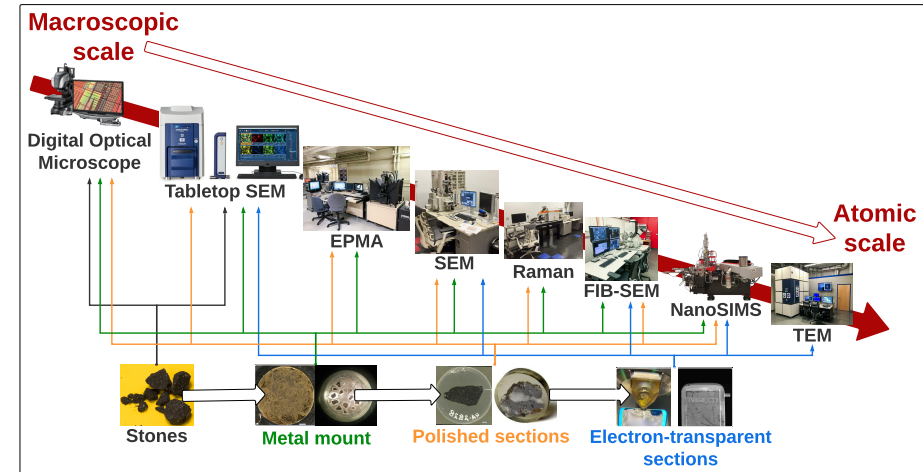 Macroscopic
scale
Digital Optical
Microscope
Tabletop SEM
EPMA
SEM
Raman
FIB-SEM
NanoSIMS
TEM
Atomic
scale
Stones
Metal mount
Polished sections
Electron-transparent
sections